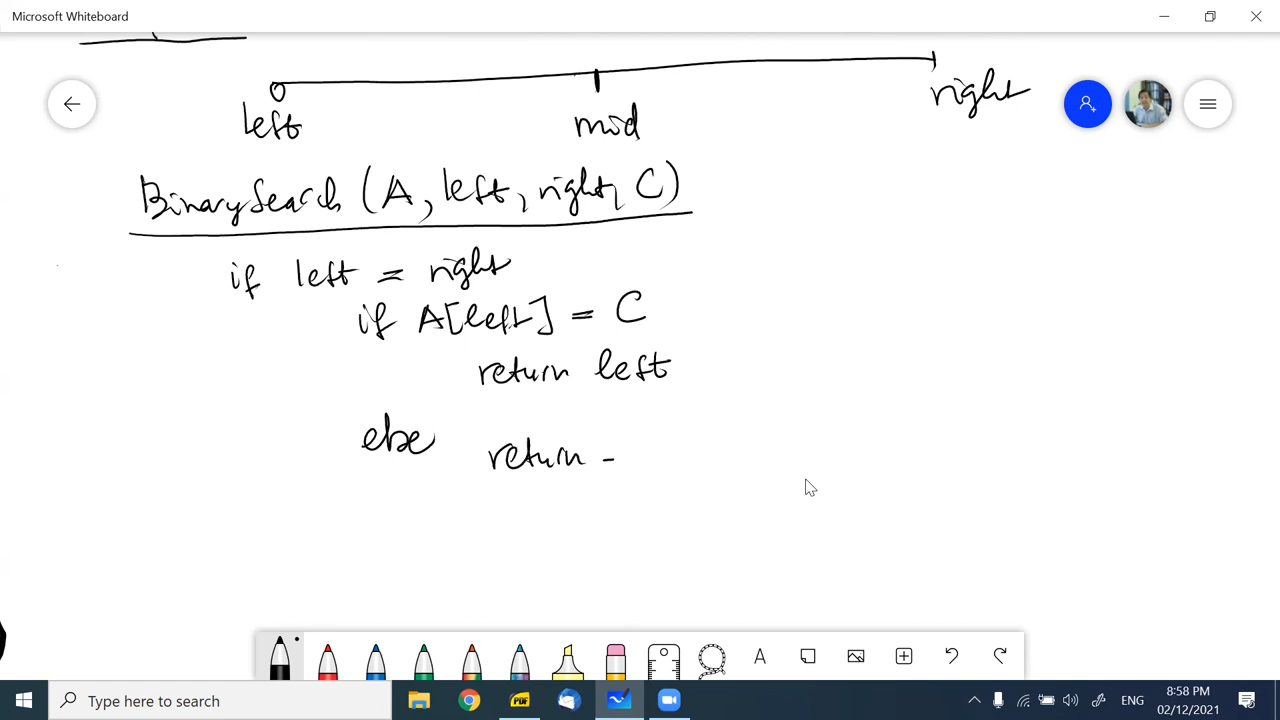 Microsoft Whiteboard
left mid right
BinarySearch (A, left, right, C)
if left = right
if A[left] = C
return left
else return -
A
Type here to search
PDF
ENG
8:58 PM
02/12/2021